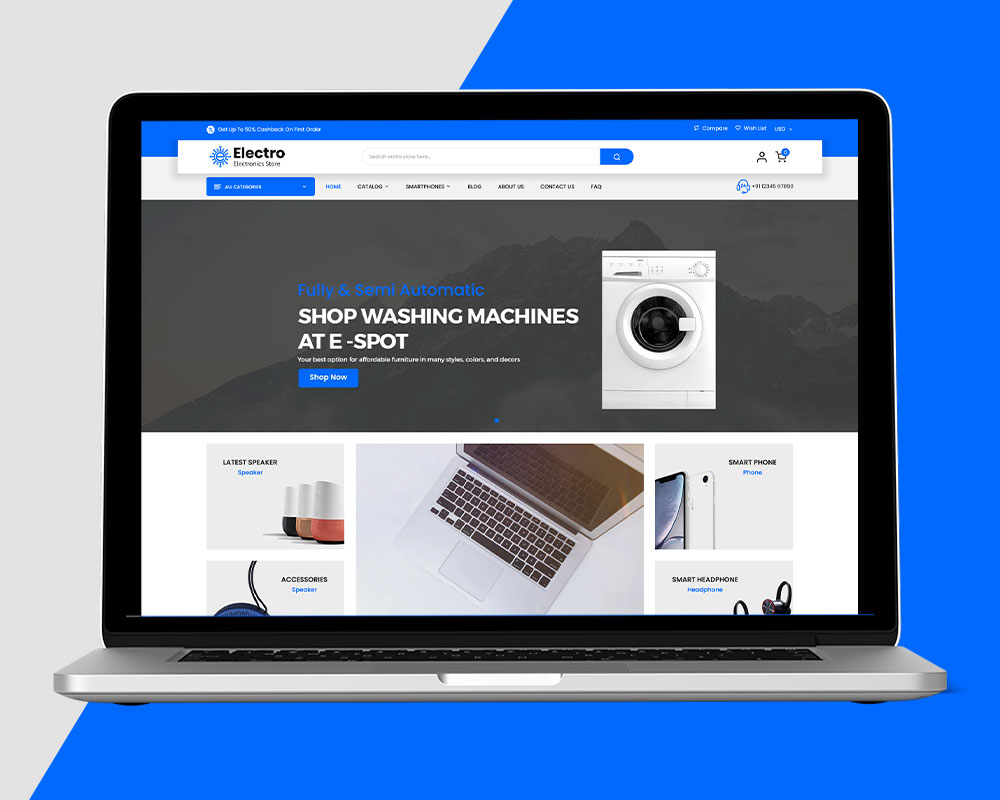 Get Up To 50% Cashback On First Order
Compare
Wish List
USD
Electro
Electronics Store
Search entire store here...
0
ALL CATEGORIES
HOME
CATALOG
SMARTPHONES
BLOG
ABOUT US
CONTACT US
FAQ
+91 12345 67890
Fully & Semi Automatic
SHOP WASHING MACHINES
AT E -SPOT
Your best option for affordable furniture in many styles, colors, and decors
Shop Now
LATEST SPEAKER
Speaker
SMART PHONE
Phone
ACCESSORIES
Speaker
SMART HEADPHONE
Headphone